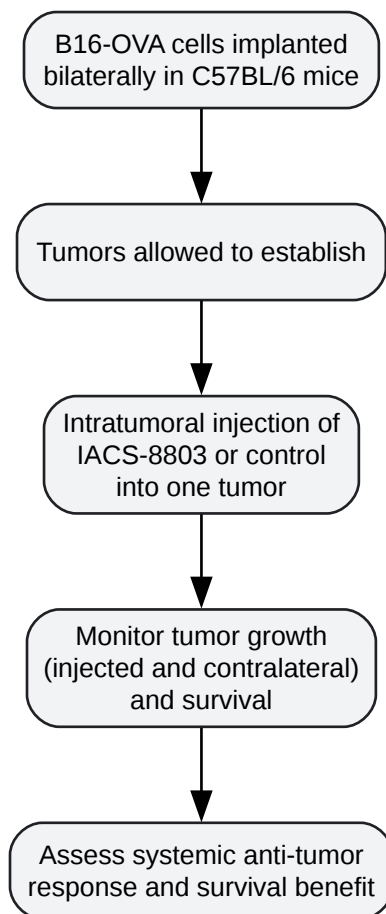 B16-OVA cells implanted
bilaterally in C57BL/6 mice
Tumors allowed to establish
Intratumoral injection of
IACS-8803 or control
into one tumor
Monitor tumor growth
(injected and contralateral)
and survival
Assess systemic anti-tumor
response and survival benefit